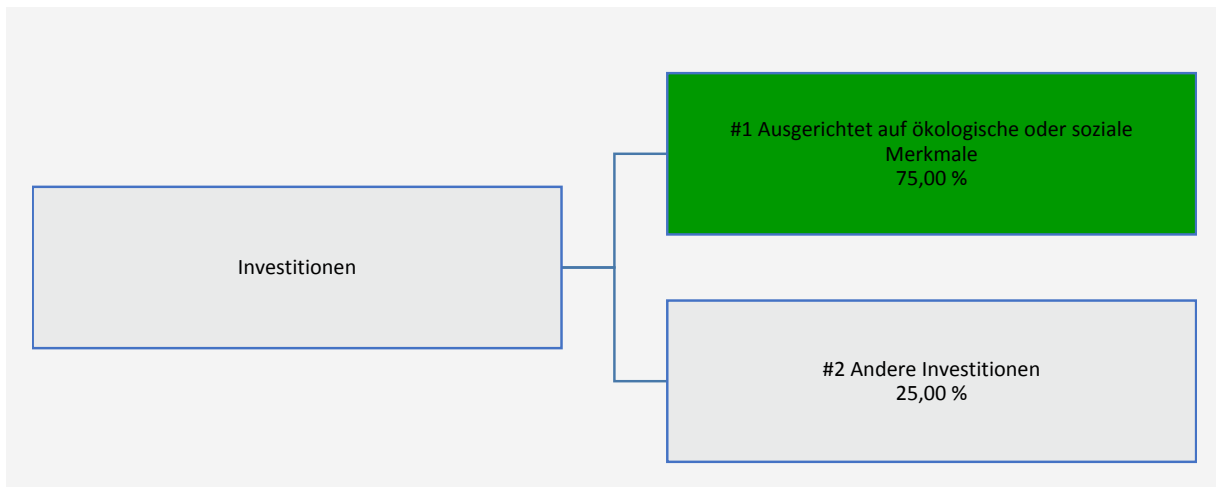 Investitionen
#1 Ausgerichtet auf ökologische oder soziale
Merkmale
75,00 %
#2 Andere Investitionen
25,00 %